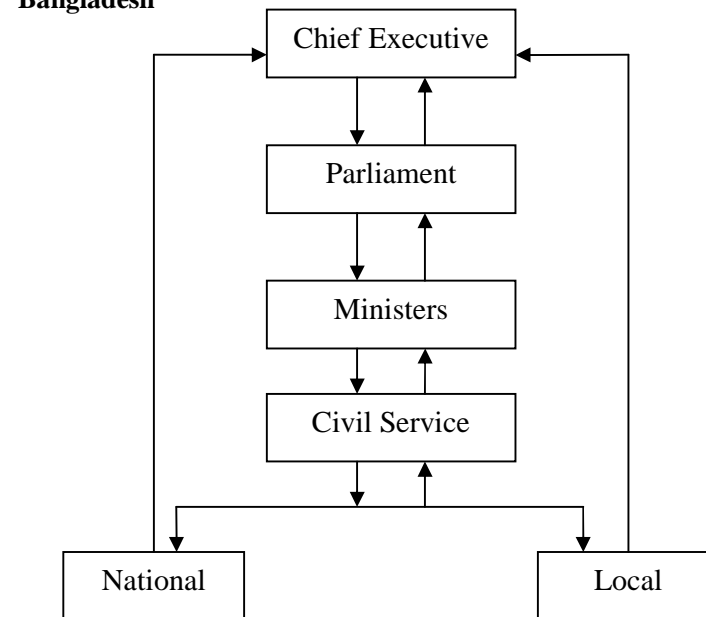 Bangladesh
Chief Executive
Parliament
Ministers
Civil Service
National
Local